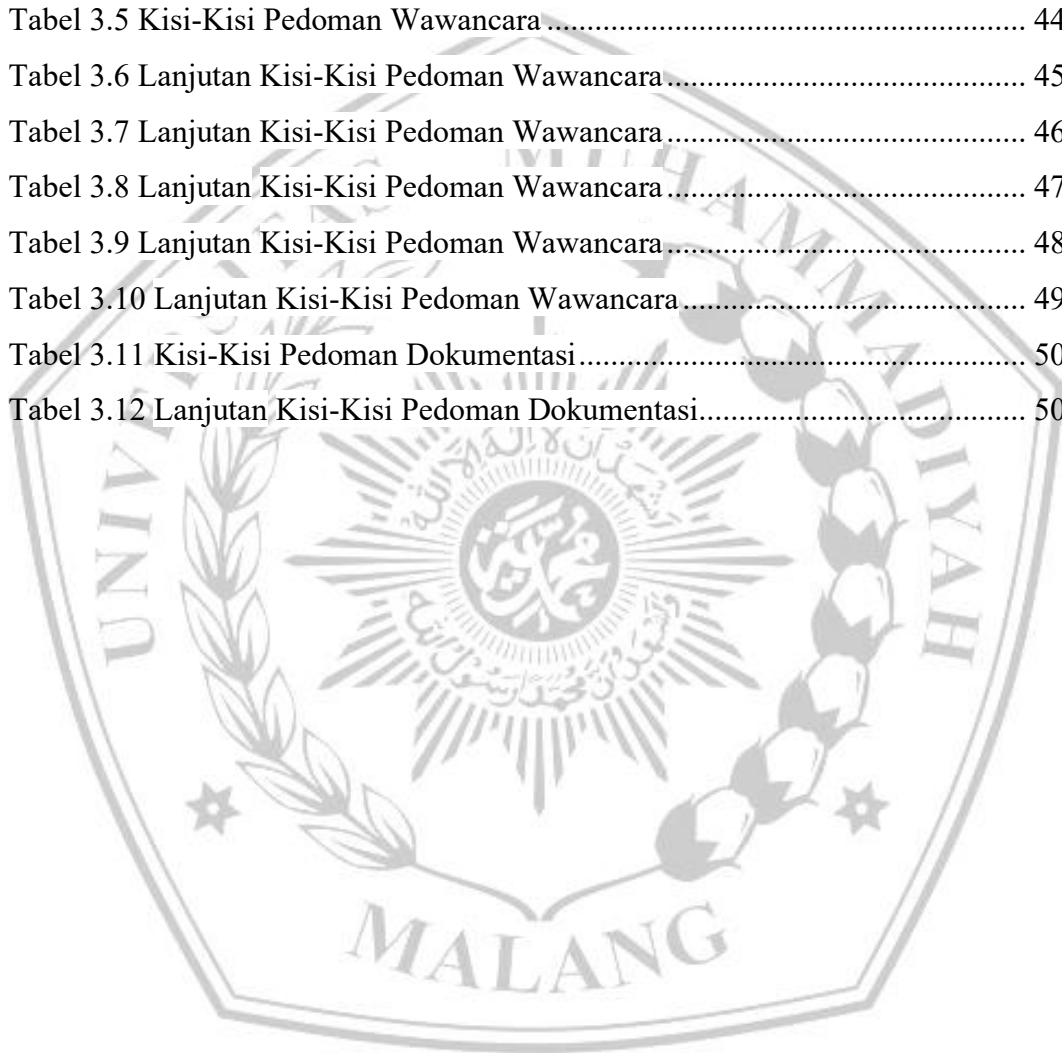 Tabel 3.5 Kisi-Kisi Pedoman Wawancara ........................................................ 44
Tabel 3.6 Lanjutan Kisi-Kisi Pedoman Wawancara ......................................... 45
Tabel 3.7 Lanjutan Kisi-Kisi Pedoman Wawancara ......................................... 46
Tabel 3.8 Lanjutan Kisi-Kisi Pedoman Wawancara ......................................... 47
Tabel 3.9 Lanjutan Kisi-Kisi Pedoman Wawancara ......................................... 48
Tabel 3.10 Lanjutan Kisi-Kisi Pedoman Wawancara ....................................... 49
Tabel 3.11 Kisi-Kisi Pedoman Dokumentasi .................................................... 50
Tabel 3.12 Lanjutan Kisi-Kisi Pedoman Dokumentasi ..................................... 50
UNIVERSITAS MUHAMMADIYAH
MALANG